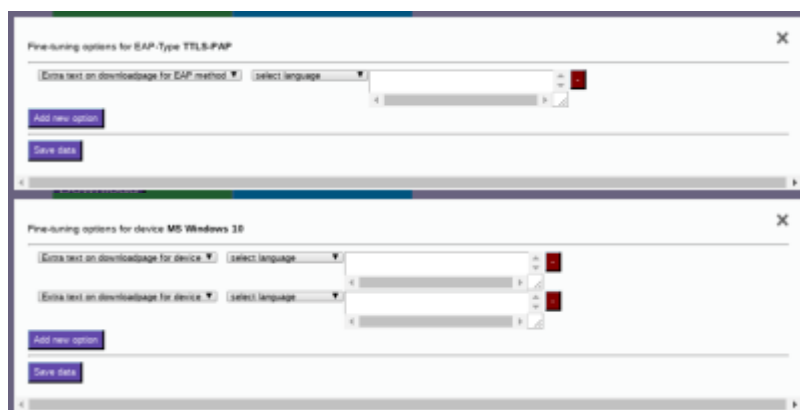 Fine-tuning options for EAP-Type TTLS-PAP
Extra text on downloadpage for EAP method select language -
Add new option
Save data
Fine-tuning options for device MS Windows 10
Extra text on downloadpage for device select language -
Extra text on downloadpage for device select language -
Add new option
Save data